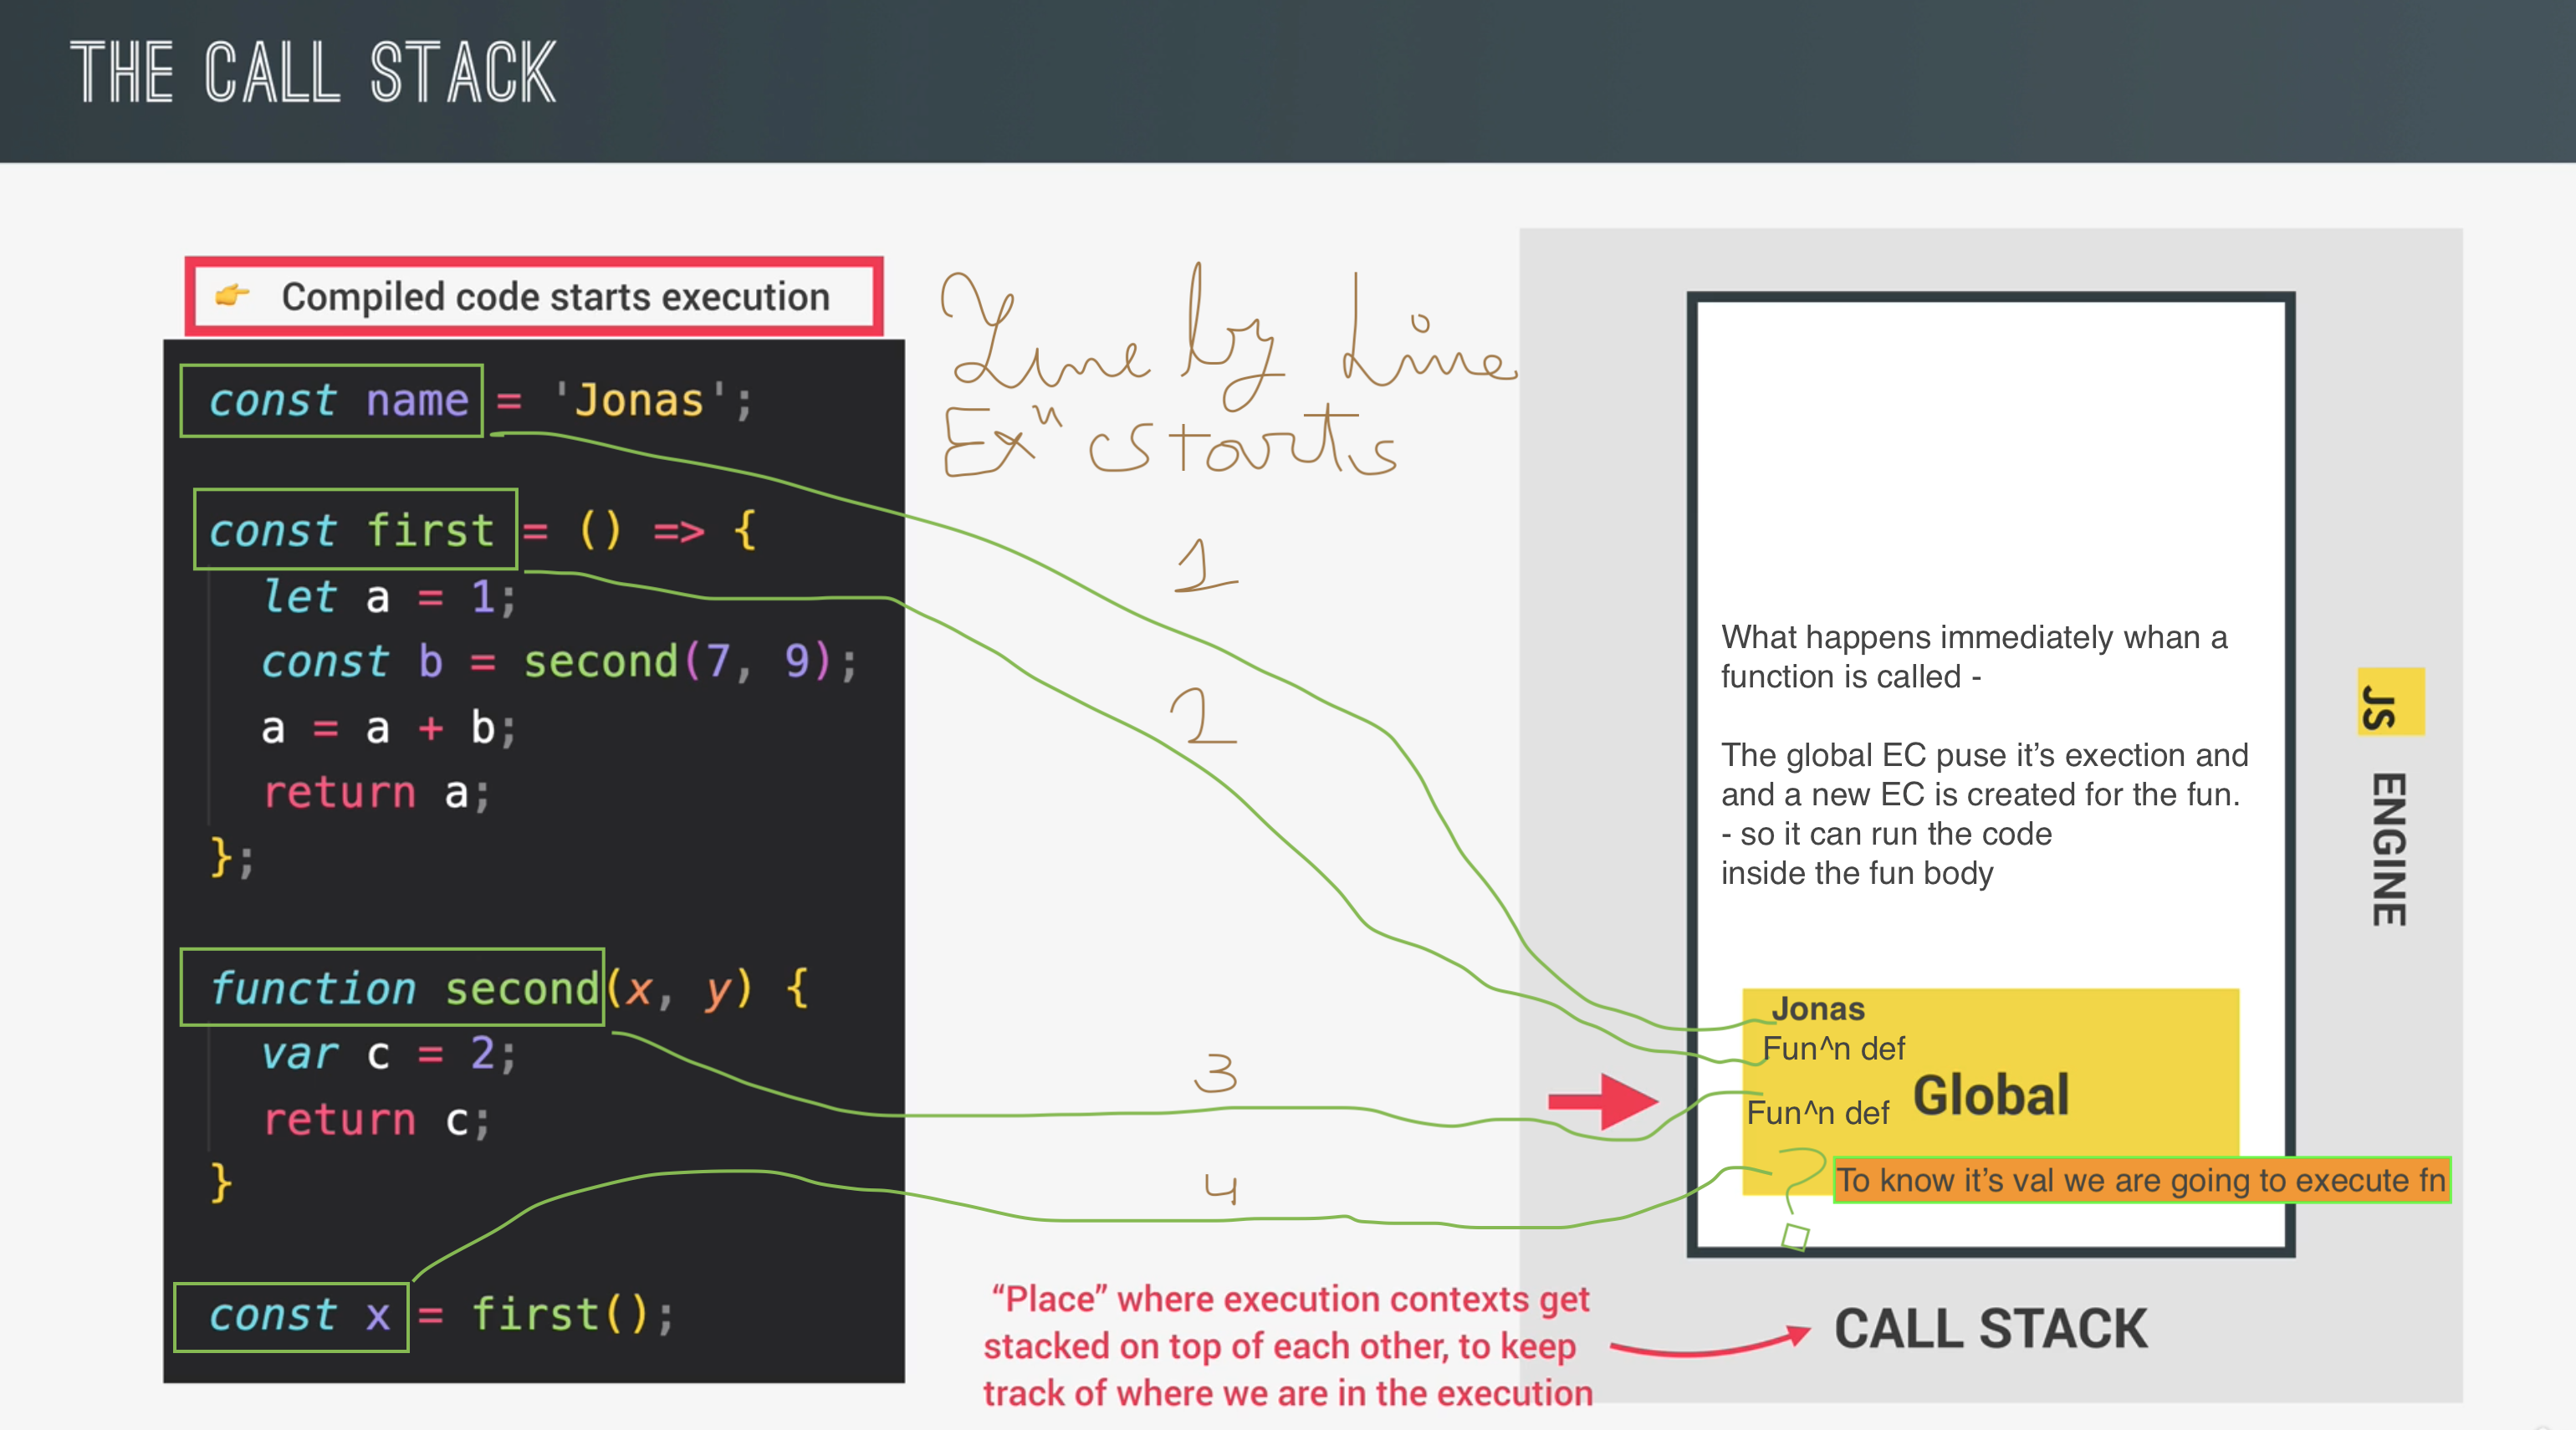 THE CALL STACK
👉 Compiled code starts execution
const name = 'Jonas';
const first = () => {
let a = 1;
const b = second(7, 9);
a = a + b;
return a;
};
function second(x, y) {
var c = 2;
return c;
}
const x = first();
Line by Line
Exⁿ starts
1
2
3
4
What happens immediately whan a
function is called -
The global EC puse it’s exection and
and a new EC is created for the fun.
- so it can run the code
inside the fun body
Jonas
Fun^n def
Global
Fun^n def
?
To know it’s val we are going to execute fn
JS ENGINE
CALL STACK
“Place” where execution contexts get
stacked on top of each other, to keep
track of where we are in the execution